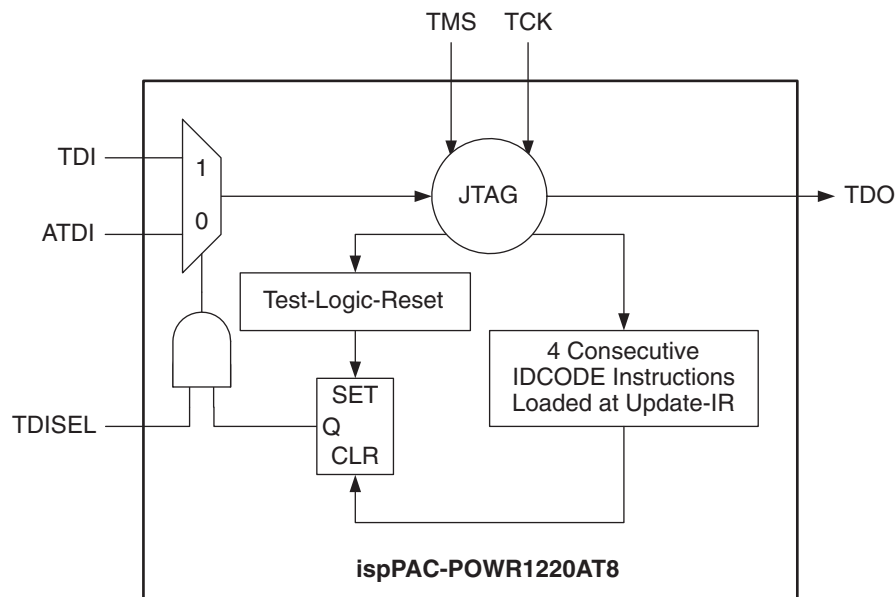 TMS TCK
TDI
1
JTAG
TDO
0
ATDI
Test-Logic-Reset
4 Consecutive
IDCODE Instructions
Loaded at Update-IR
SET
TDISEL
Q
CLR
ispPAC-POWR1220AT8